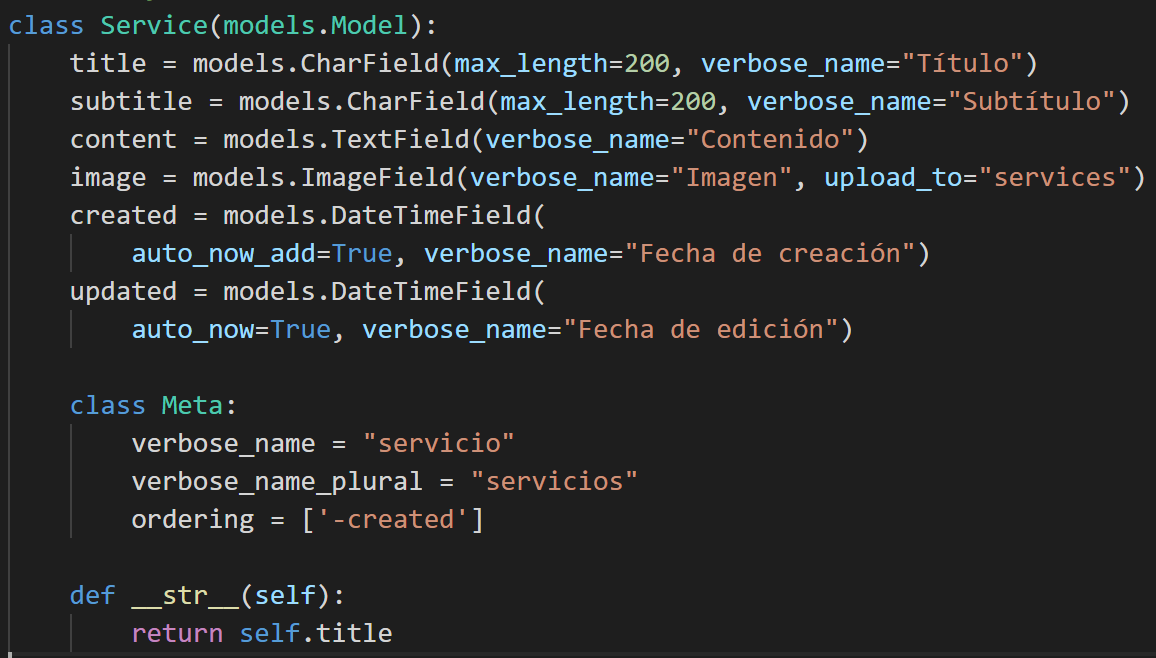 class Service(models.Model):
    title = models.CharField(max_length=200, verbose_name="Título")
    subtitle = models.CharField(max_length=200, verbose_name="Subtítulo")
    content = models.TextField(verbose_name="Contenido")
    image = models.ImageField(verbose_name="Imagen", upload_to="services")
    created = models.DateTimeField(
        auto_now_add=True, verbose_name="Fecha de creación")
    updated = models.DateTimeField(
        auto_now=True, verbose_name="Fecha de edición")

    class Meta:
        verbose_name = "servicio"
        verbose_name_plural = "servicios"
        ordering = ['-created']

    def __str__(self):
        return self.title